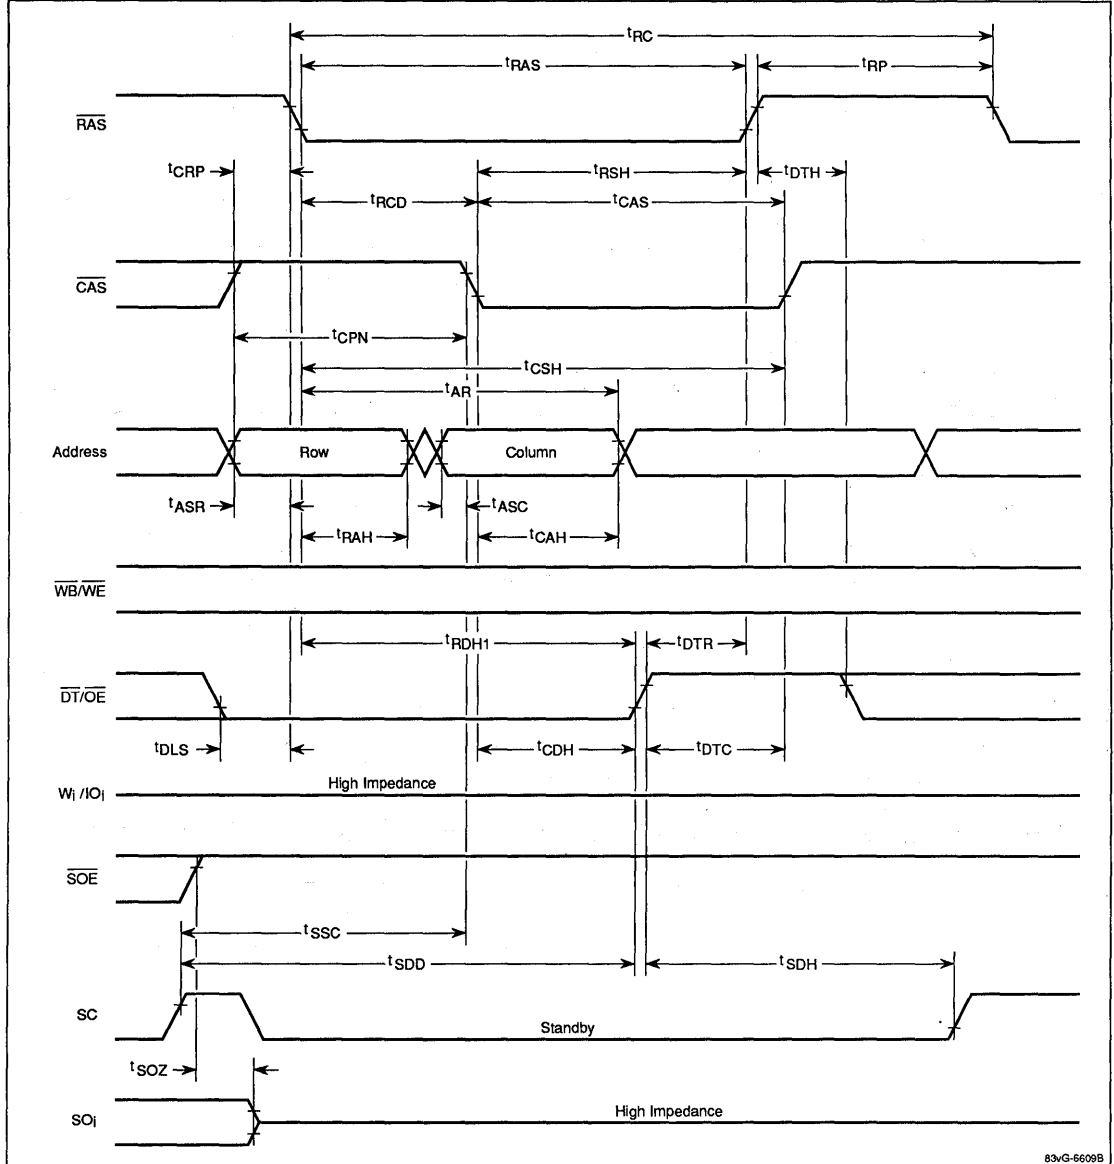 tRC
tRAS
tRP
RAS
tCRP
tRSH
tDTH
tRCD
tCAS
CAS
tCPN
tCSH
tAR
Address
Row
Column
tASR
tASC
tRAH
tCAH
WB/WE
tRDH1
tDTR
DT/OE
tDLS
tCDH
tDTC
High Impedance
Wi /IOi
SOE
tSSC
tSDD
tSDH
SC
Standby
tSOZ
SOi
High Impedance
83vG-6609B